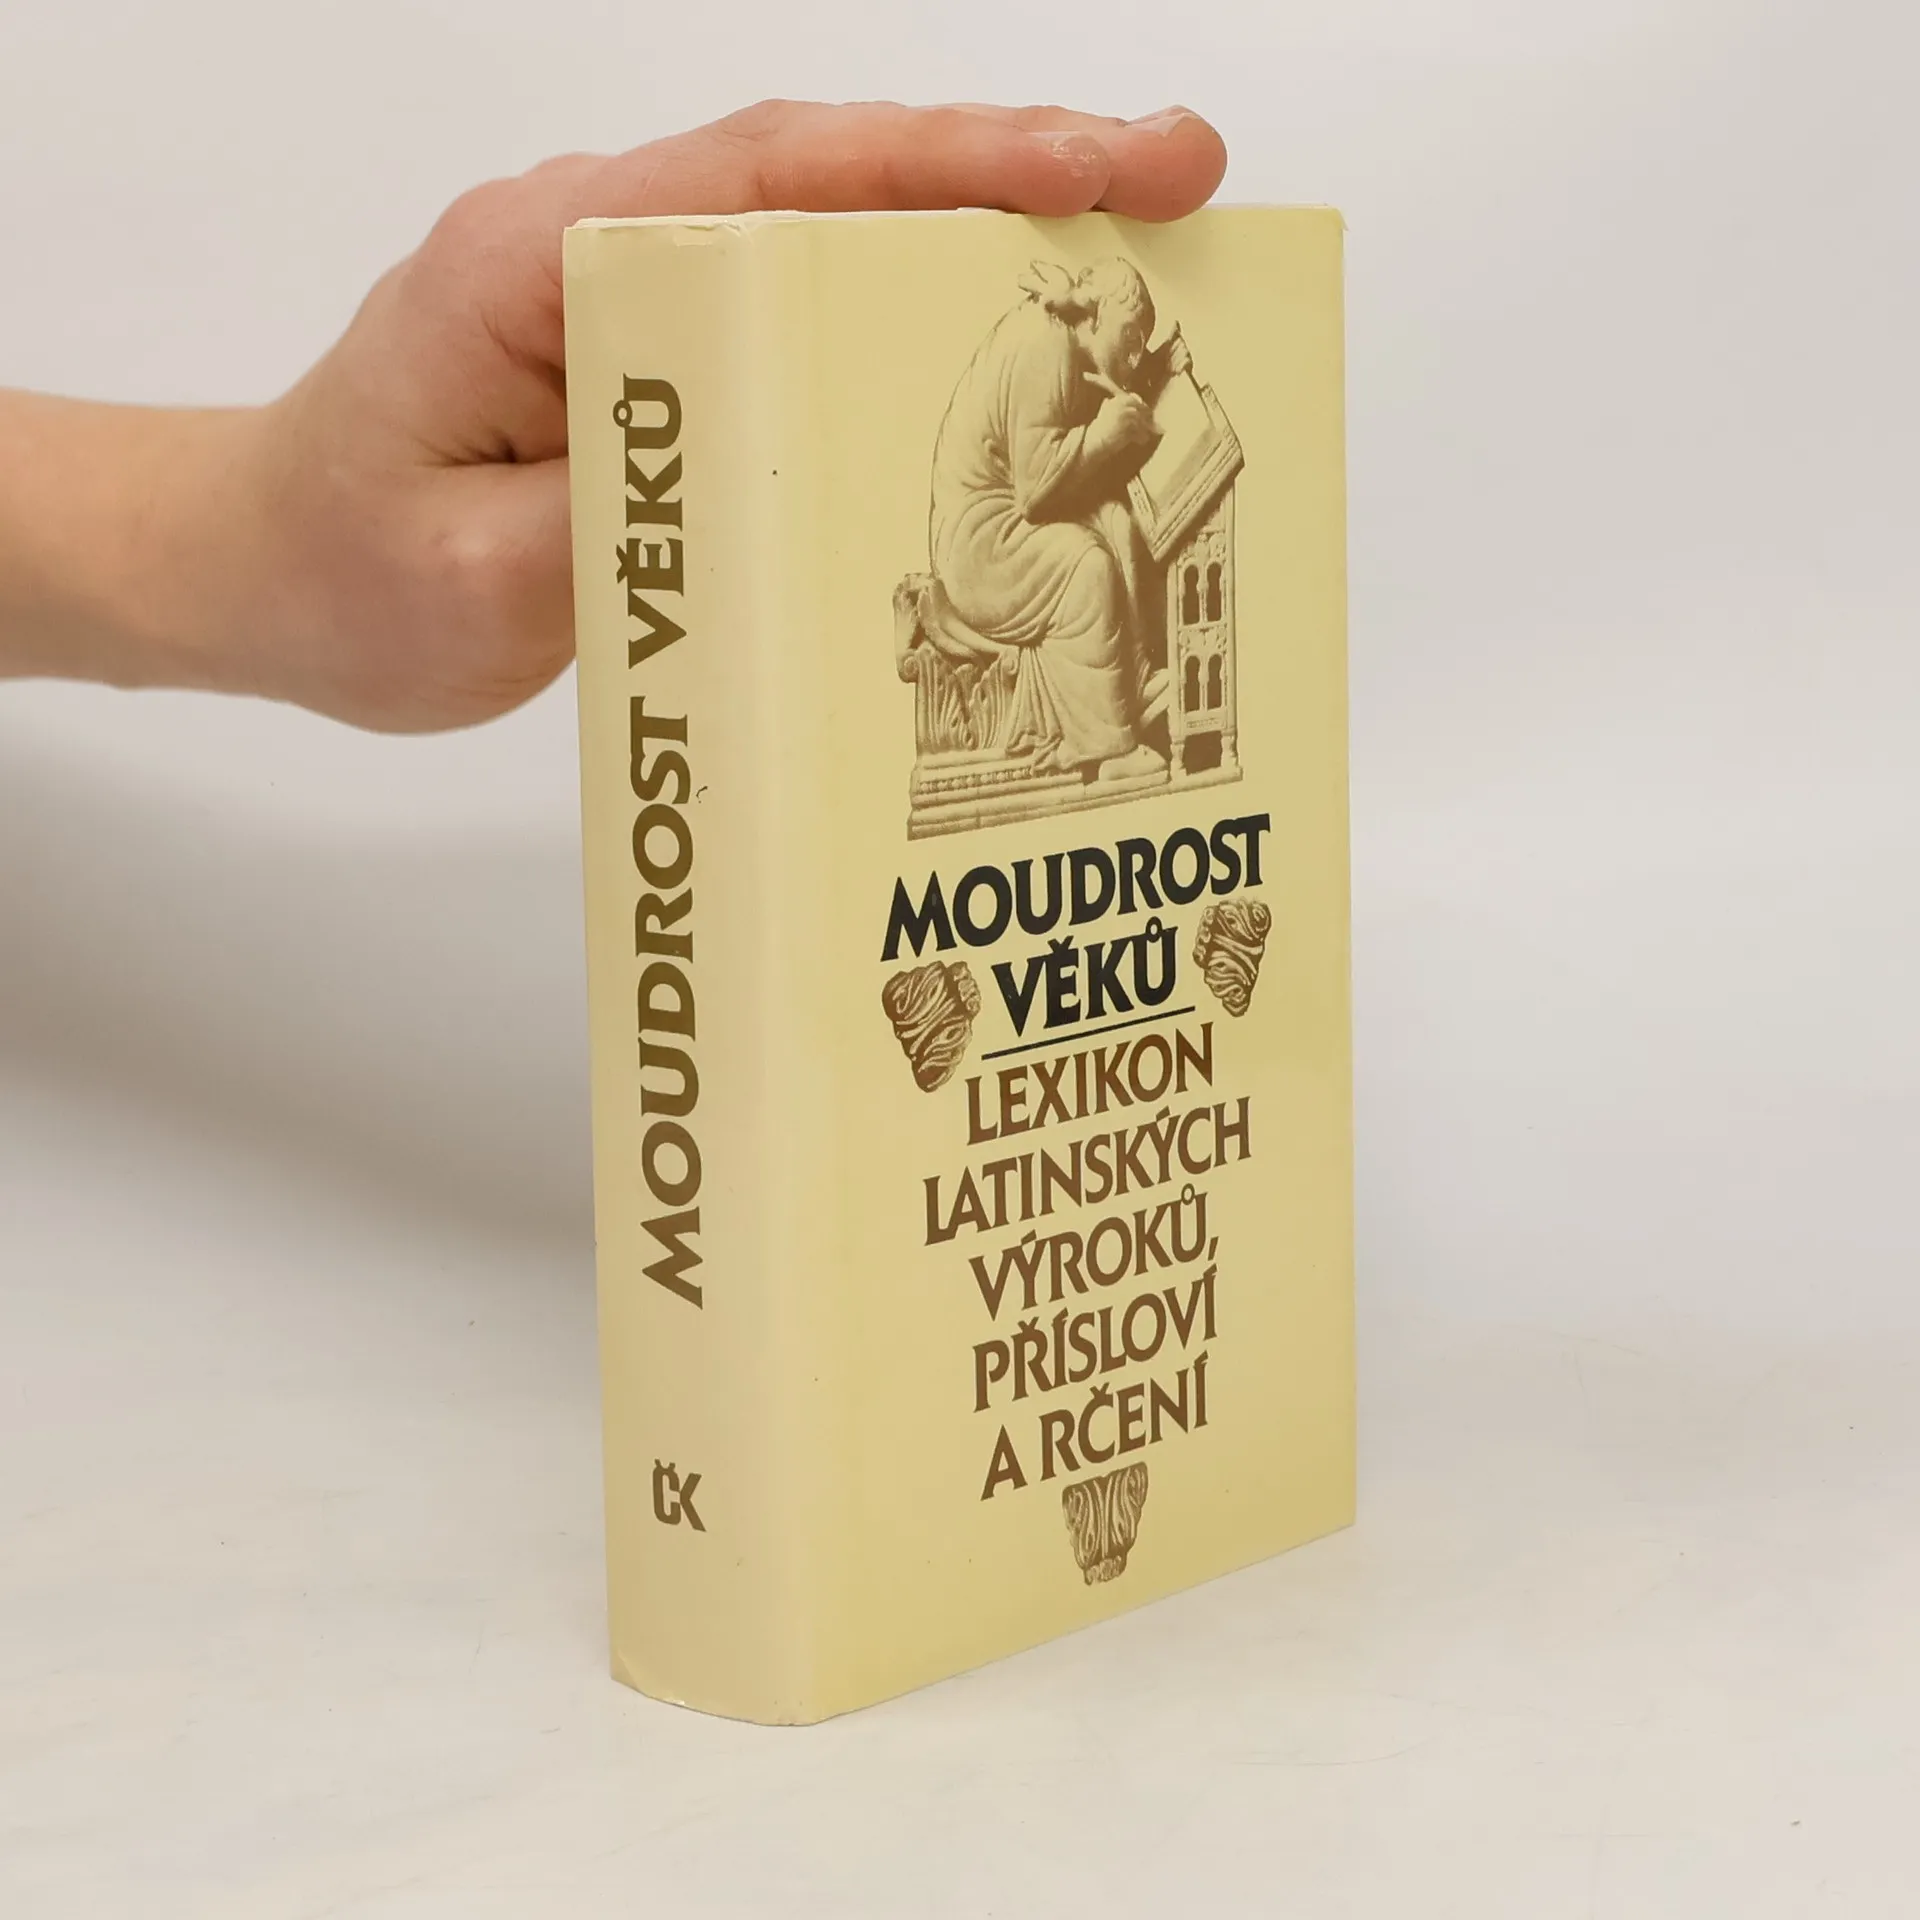 MOUDROST VĚKŮ
ČK
MOUDROST
VĚKŮ
LEXIKON
LATINSKÝCH
VÝROKŮ,
PŘÍSLOVÍ
A RČENÍ